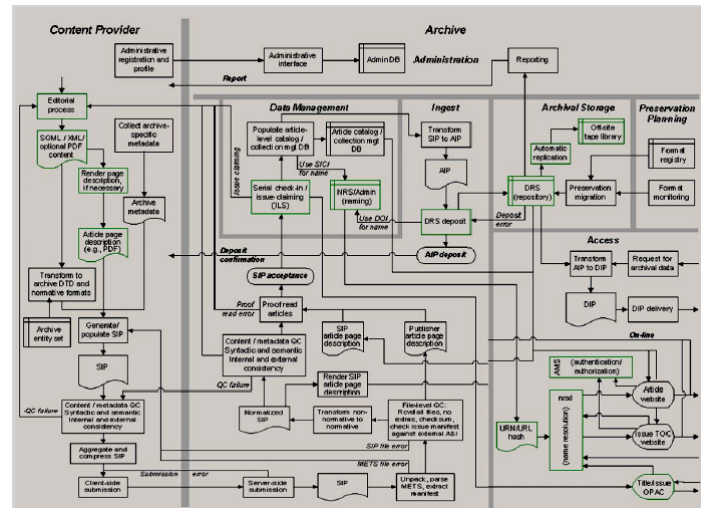 Content Provider
Archive
Administrative
registration and
profile
Administrative
interface
Admin DB
Administration
Reporting
Report
Editorial
process
Collect archive-
specific
metadata
SGML / XML/
optional PDF
content
Render page
description, if
necessary
Archive
metadata
Article page
description
(e.g., PDF)
Transform to
archive DTD and
normative formats
Archive
entity set
Generate/
populate SIP
SIP
QC failure
Content / metadata QC
Syntactic and semantic
Internal and external
consistency
Aggregate and
compress SIP
Client-side
submission
Submission error
Data Management
Populate article-
level catalog /
collection mgt DB
Article catalog /
collection mgt
DB
Use SICI
for name
Issue claiming
Serial check-in /
issue claiming
(ILS)
NRS/Admin
(naming)
Use DOI
for name
Ingest
Transform
SIP to AIP
AIP
DRS deposit
AIP deposit
Deposit
error
Archival Storage
Off-site
tape library
Automatic
replication
DRS
(repository)
Preservation
migration
Preservation
Planning
Format
registry
Format
monitoring
Deposit
confirmation
SIP acceptance
Proof
read error
Proof read
articles
Content / metadata QC
Syntactic and semantic
Internal and external
consistency
SIP
article page
description
Publisher
article page
description
QC failure
Render SIP
article page
description
Normalized
SIP
Transform non-
normative to
normative
File-level QC:
Rcvd all files, no
extras, checksum,
check issue manifest
against external ASI
SIP file error
METS file error
Server-side
submission
SIP
Unpack, parse
METS, extract
manifest
Access
Transform
AIP to DIP
Request for
archival data
DIP
DIP delivery
On-line
AMS
(authentication/
authorization)
Article
website
nrsd
(name resolution)
Issue TOC
website
URN/URL
hash
Title/issue
OPAC